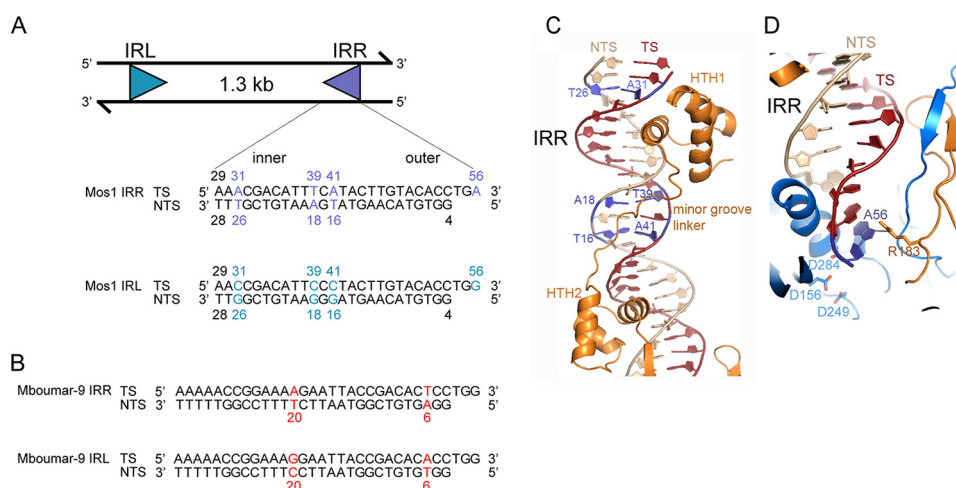 A
IRL IRR
5' 3'
1.3 kb
3' 5'
inner outer
29 31 39 41 56
Mos1 IRR TS 5' AAACGACATTTCATACTTGTACACCTGA 3'
NTS 3' TTTGCTGTAAAGTATGAACATGTGG 5'
28 26 18 16 4
29 31 39 41 56
Mos1 IRL TS 5' AACCGACATTCCCTACTTGTACACCTGG 3'
NTS 3' TTGGCTGTAAGGGATGAACATGTGG 5'
28 26 18 16 4
B
Mboumar-9 IRR TS 5' AAAAACCGGAAAAGAATTACCGACACTCCTGG 3'
NTS 3' TTTTTGGCCTTTTCTTAATGGCTGTGAGG 5'
20 6
Mboumar-9 IRL TS 5' AAAAACCGGAAAGGAATTACCGACACACCTGG 3'
NTS 3' TTTTTGGCCTTTCCTTAATGGCTGTGTGG 5'
20 6
C
NTS TS
T26 A31
HTH1
IRR
A18 T39
minor groove
linker
T16 A41
HTH2
D
NTS
TS
IRR
A56
R183
D284
D156
D249